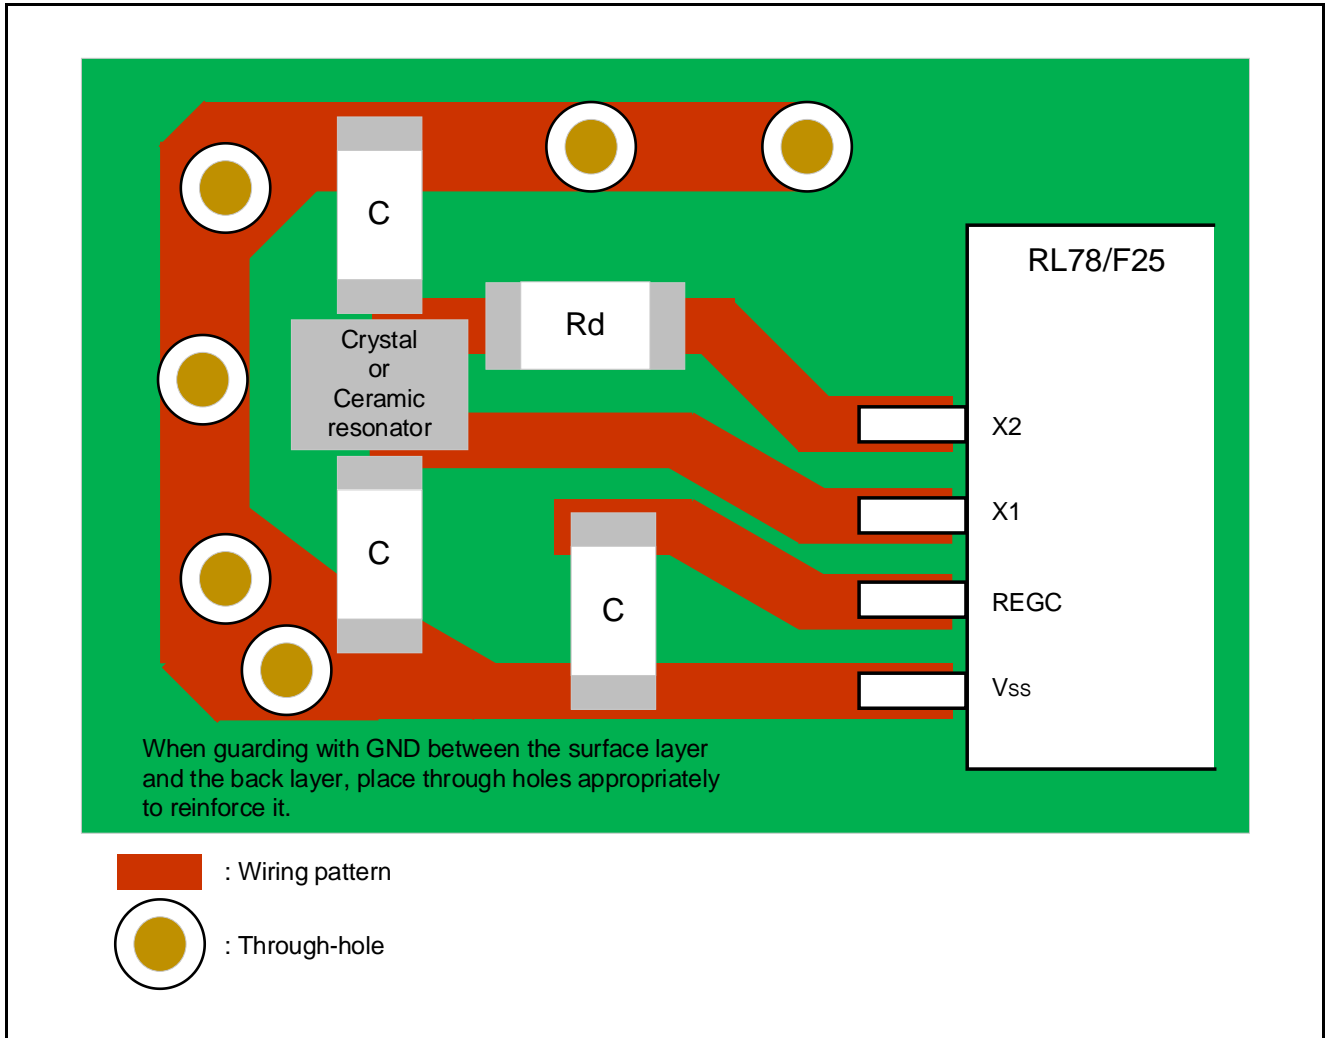 C
RL78/F25
Rd
Crystal
or
Ceramic
resonator
X2
X1
C
REGC
C
Vss
When guarding with GND between the surface layer
and the back layer, place through holes appropriately
to reinforce it.
: Wiring pattern
: Through-hole